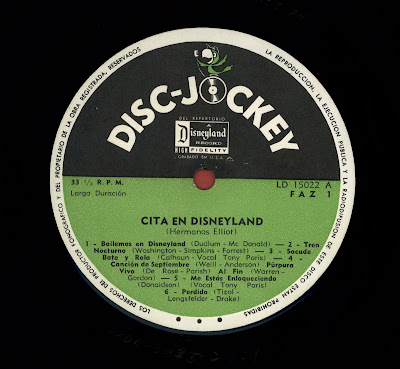 Y DEL PROPIETARIO DE LA OBRA REGISTRADA, RESERVADOS
LA REPRODUCCION, LA EJECUCION PUBLICA Y LA RADIODIFUSION DE ESTE DISCO ESTAN PROHIBIDAS
LOS DERECHOS DEL PRODUCTOR FONOGRAFICO
DISC-JOCKEY
DEL REPERTORIO
A
Disneyland
RECORD
HIGH FIDELITY
GRABADO EN U.S.A.
33 1/3 R. P. M.
LD 15022 A
Larga Duración
FAZ 1
CITA EN DISNEYLAND
(Hermanos Elliot)
1 - Bailemos en Disneyland (Dudlum - Mc Donald) — 2 - Tren
Nocturno (Washington - Simpkins - Forrest) — 3 - Sacude
Bate y Rola (Calhoun - Vocal Tany Paris) — 4 -
Canción de Septiembre (Weill - Anderson) Púrpura
Vivo (De Rose - Parish) Al Fin (Warren -
Gordon) — 5 - Me Estás Enloqueciendo
(Donaldson) (Vocal Tany Paris)
6 - Perdido (Tizol -
Lengsfelder - Drake)